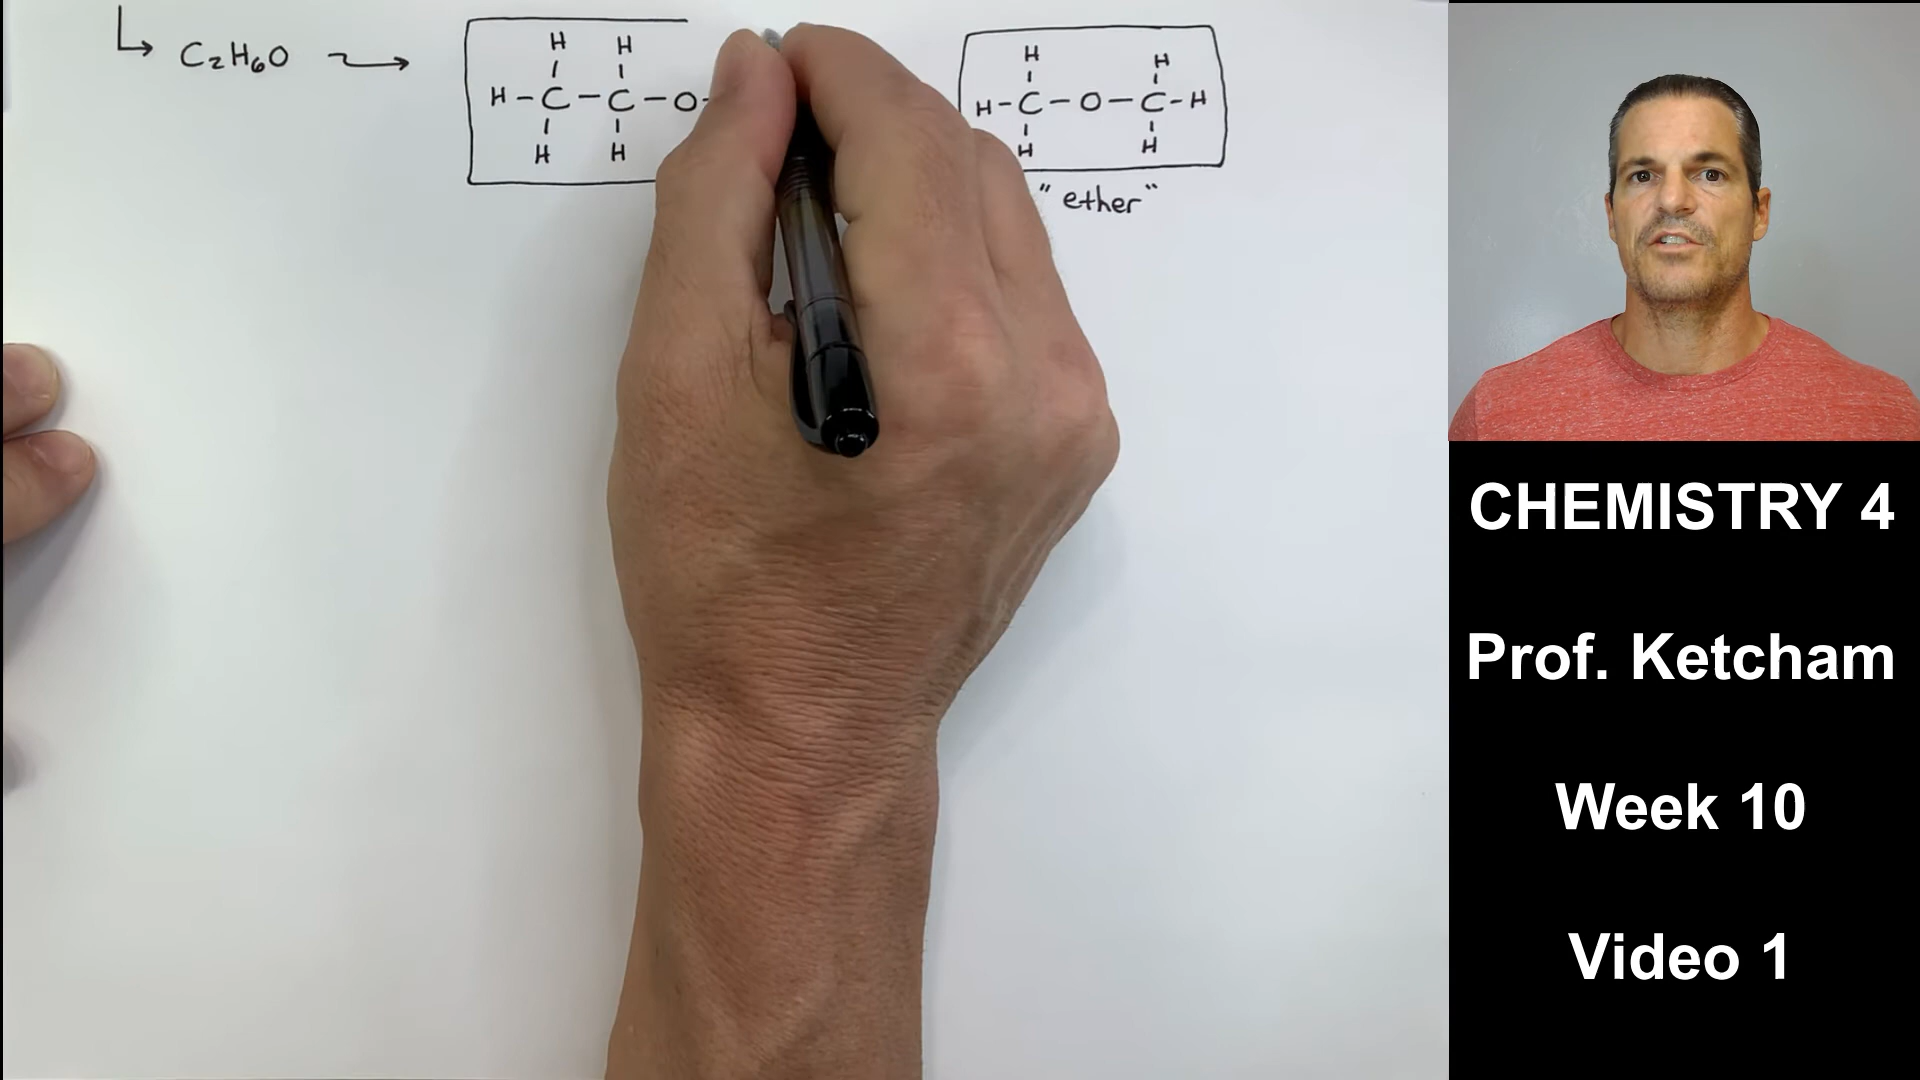 C₂H₆O
H H
H-C-C-O-
H H
H H
H-C-O-C-H
H H
"ether"
CHEMISTRY 4
Prof. Ketcham
Week 10
Video 1